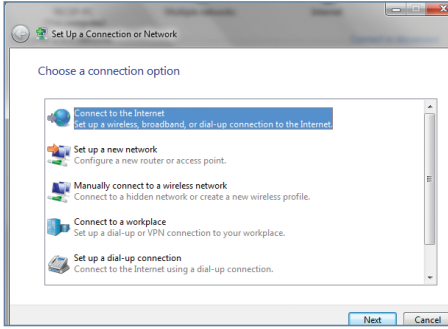 Set Up a Connection or Network
Choose a connection option
Connect to the Internet
Set up a wireless, broadband, or dial-up connection to the Internet.
Set up a new network
Configure a new router or access point.
Manually connect to a wireless network
Connect to a hidden network or create a new wireless profile.
Connect to a workplace
Set up a dial-up or VPN connection to your workplace.
Set up a dial-up connection
Connect to the Internet using a dial-up connection.
Next Cancel